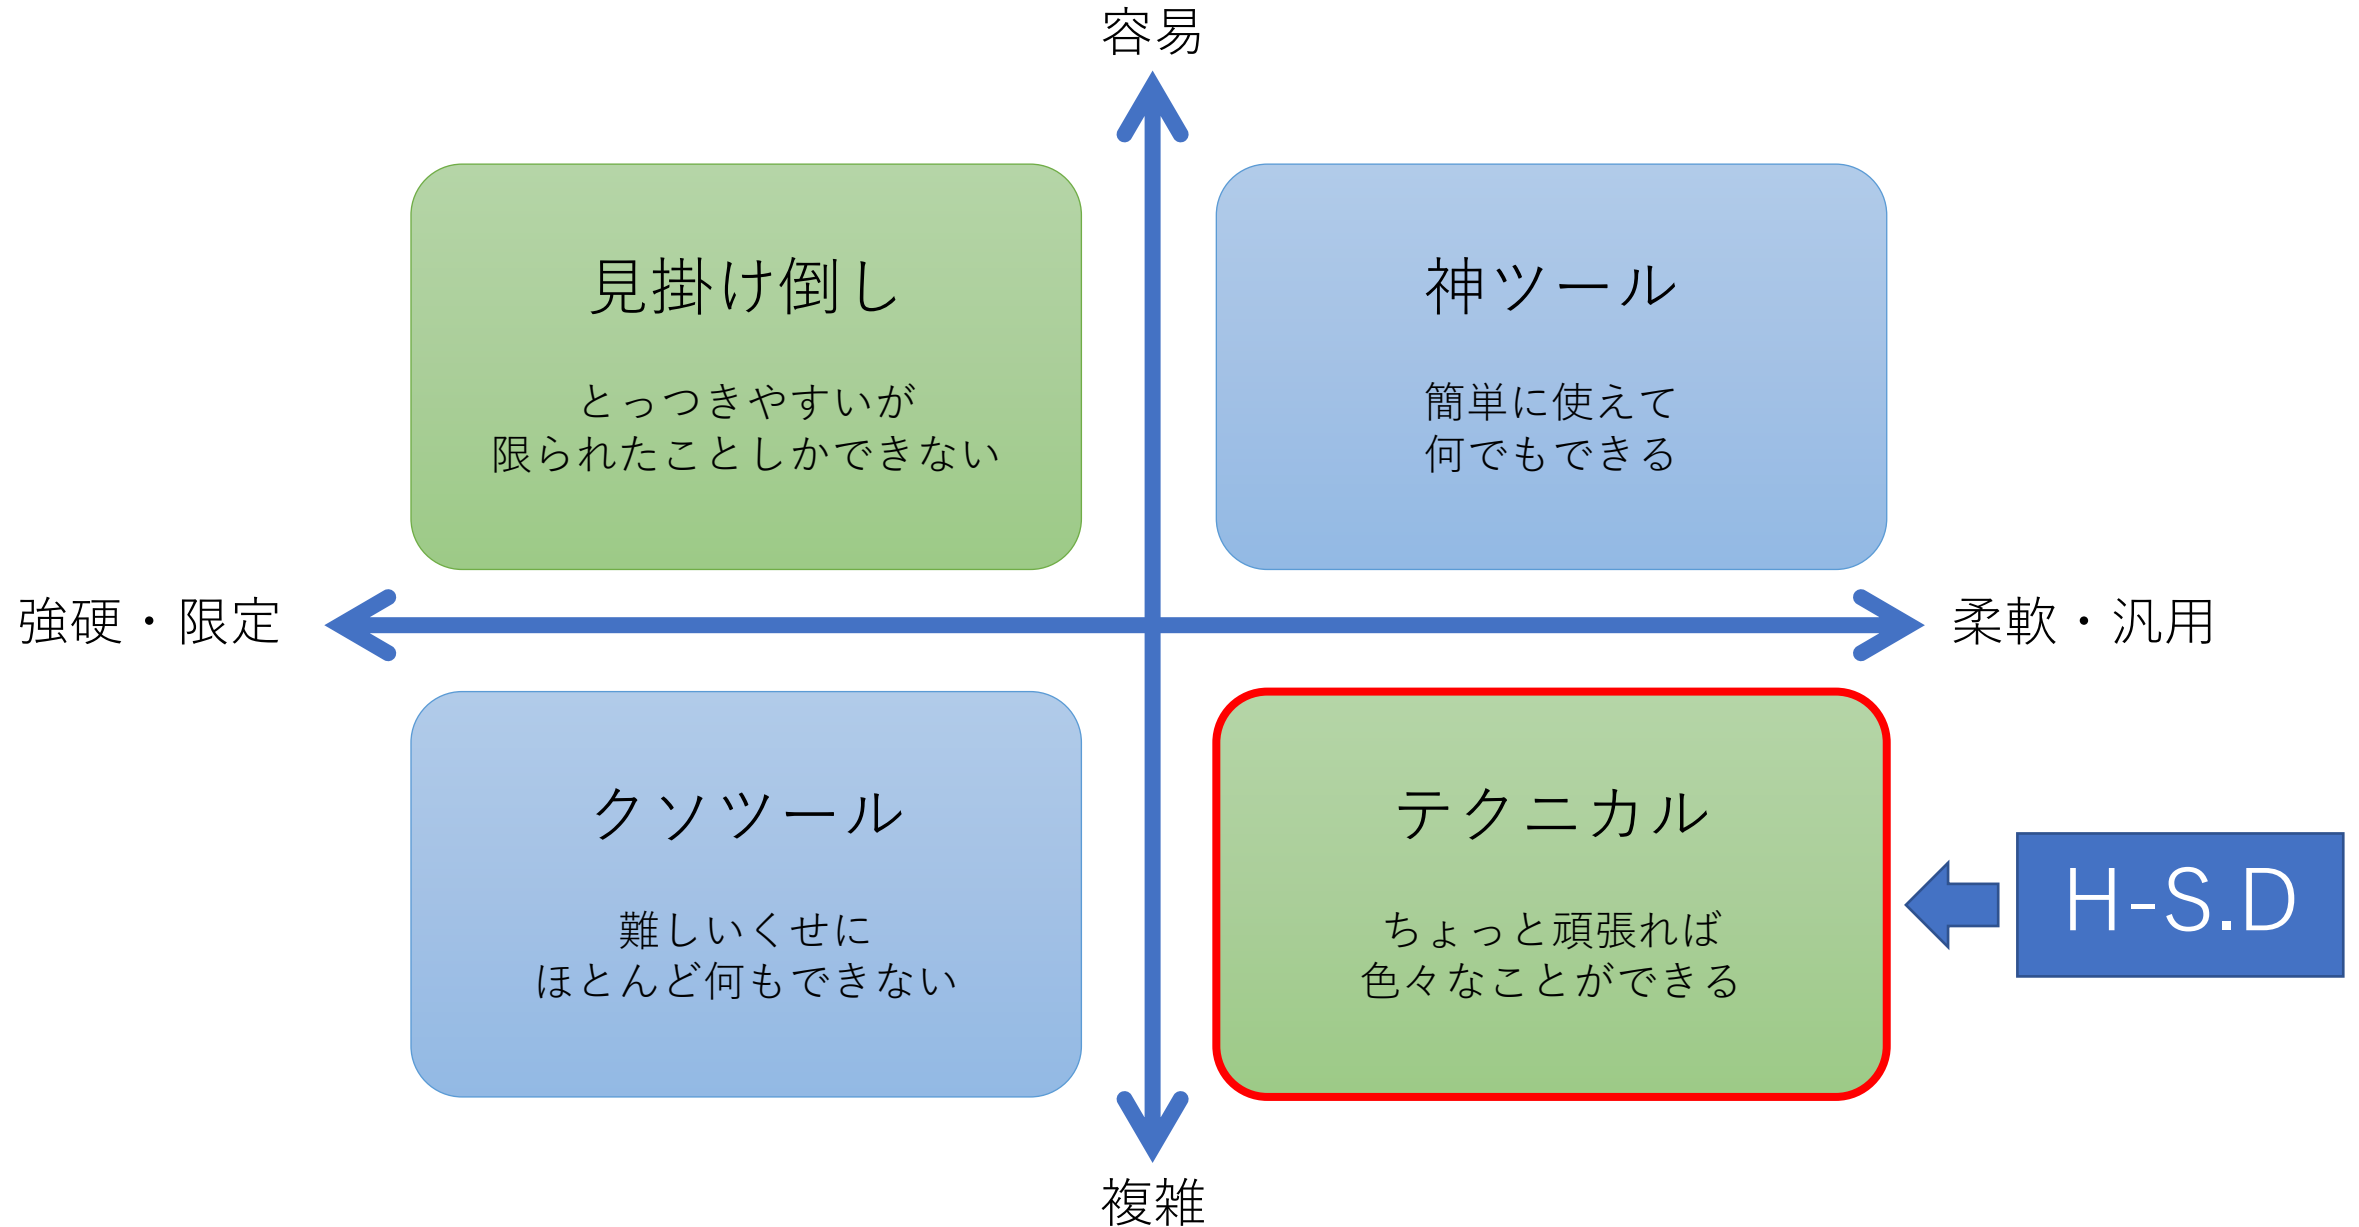 容易
見掛け倒し
とっつきやすいが
限られたことしかできない
神ツール
簡単に使えて
何でもできる
強硬・限定
柔軟・汎用
クソツール
難しいくせに
ほとんど何もできない
テクニカル
ちょっと頑張れば
色々なことができる
H-S.D
複雑